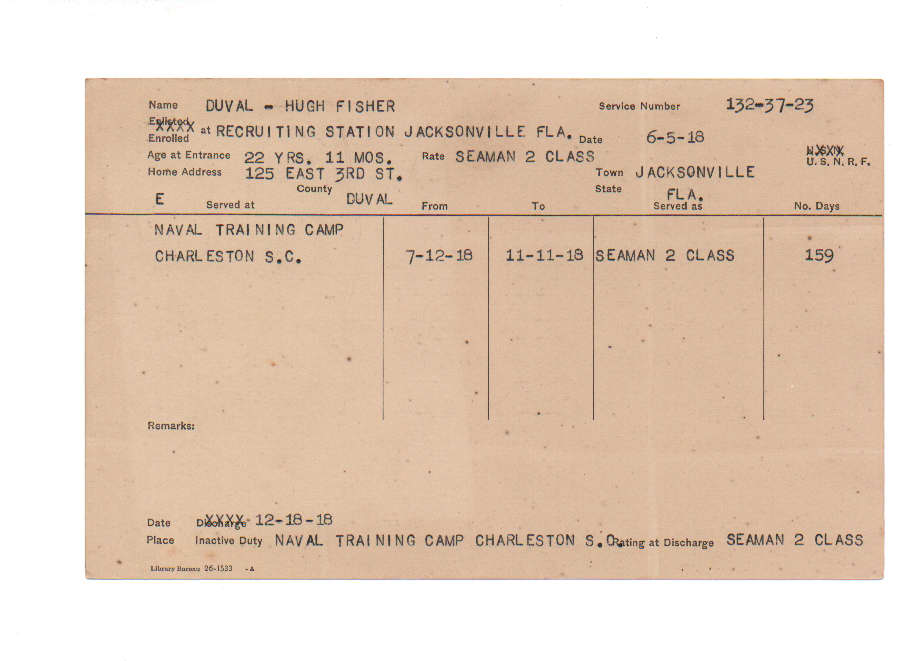 Name DUVAL - HUGH FISHER Service Number 132-37-23
Enlisted
XXXX at RECRUITING STATION JACKSONVILLE FLA. Date 6-5-18
Enrolled
Age at Entrance 22 YRS. 11 MOS. Rate SEAMAN 2 CLASS U. S. N. R. F.
Home Address 125 EAST 3RD ST. Town JACKSONVILLE
County DUVAL State FLA.
E Served at From To Served as No. Days
NAVAL TRAINING CAMP
CHARLESTON S.C. 7-12-18 11-11-18 SEAMAN 2 CLASS 159
Remarks:
Date Discharge XXXX 12-18-18
Place Inactive Duty NAVAL TRAINING CAMP CHARLESTON S.C. Rating at Discharge SEAMAN 2 CLASS
Library Bureau 26-1533 -A